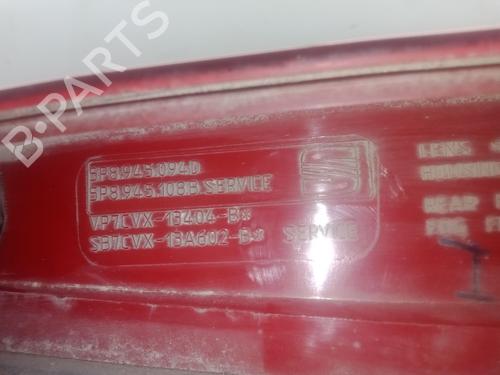 B-PARTS
5P8.945.094D
5P8.945.108B SERVICE
VP7CVX-13404-B*
SB7CVX-13A602-B* SERVICE
LENS
REAR
FOG